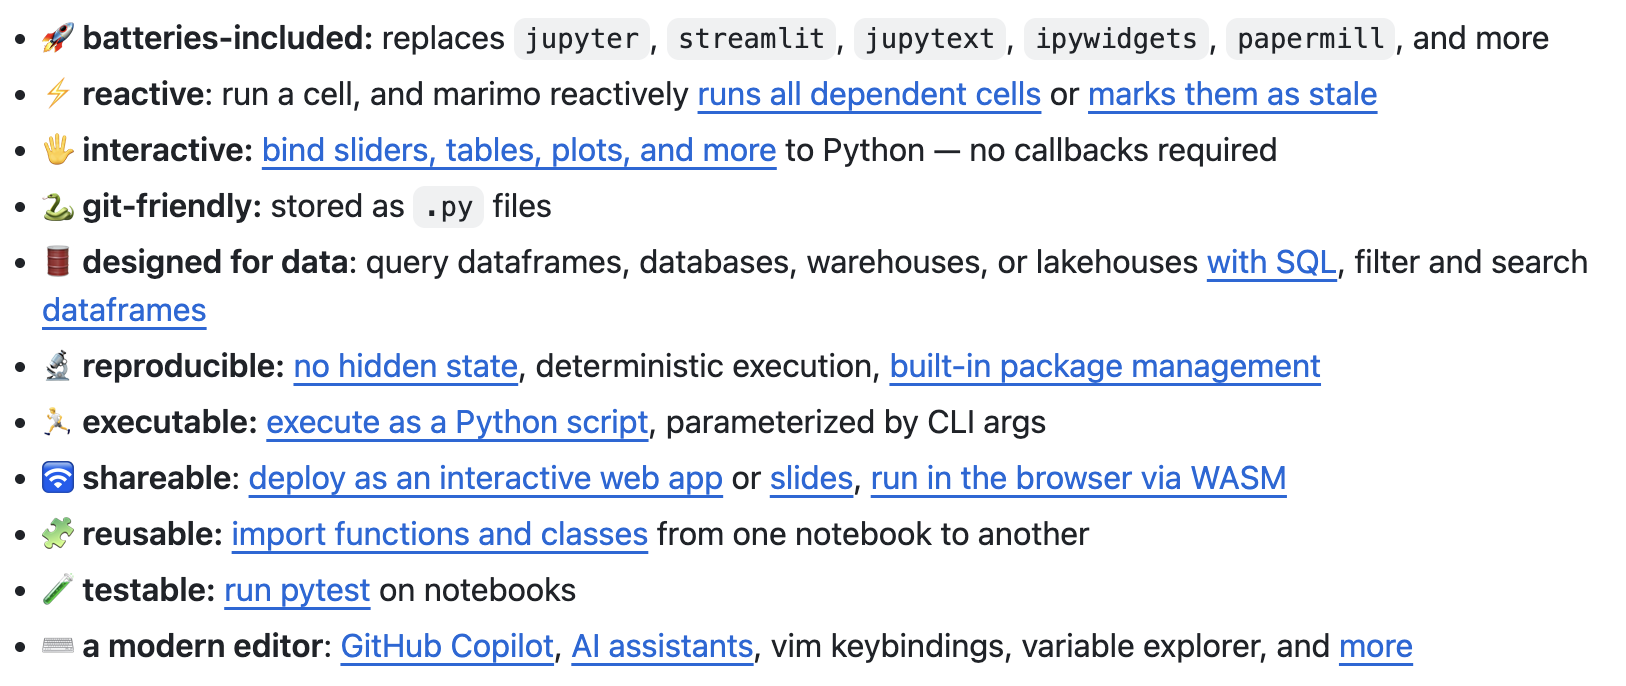 • 🚀 batteries-included: replaces jupyter, streamlit, jupytext, ipywidgets, papermill, and more
• ⚡️ reactive: run a cell, and marimo reactively runs all dependent cells or marks them as stale
• 🖐️ interactive: bind sliders, tables, plots, and more to Python — no callbacks required
• 🐍 git-friendly: stored as .py files
• 🛢️ designed for data: query dataframes, databases, warehouses, or lakehouses with SQL, filter and search
dataframes
• 🔬 reproducible: no hidden state, deterministic execution, built-in package management
• 🏃 executable: execute as a Python script, parameterized by CLI args
• 🛜 shareable: deploy as an interactive web app or slides, run in the browser via WASM
• 🧩 reusable: import functions and classes from one notebook to another
• 🧪 testable: run pytest on notebooks
• ⌨️ a modern editor: GitHub Copilot, AI assistants, vim keybindings, variable explorer, and more